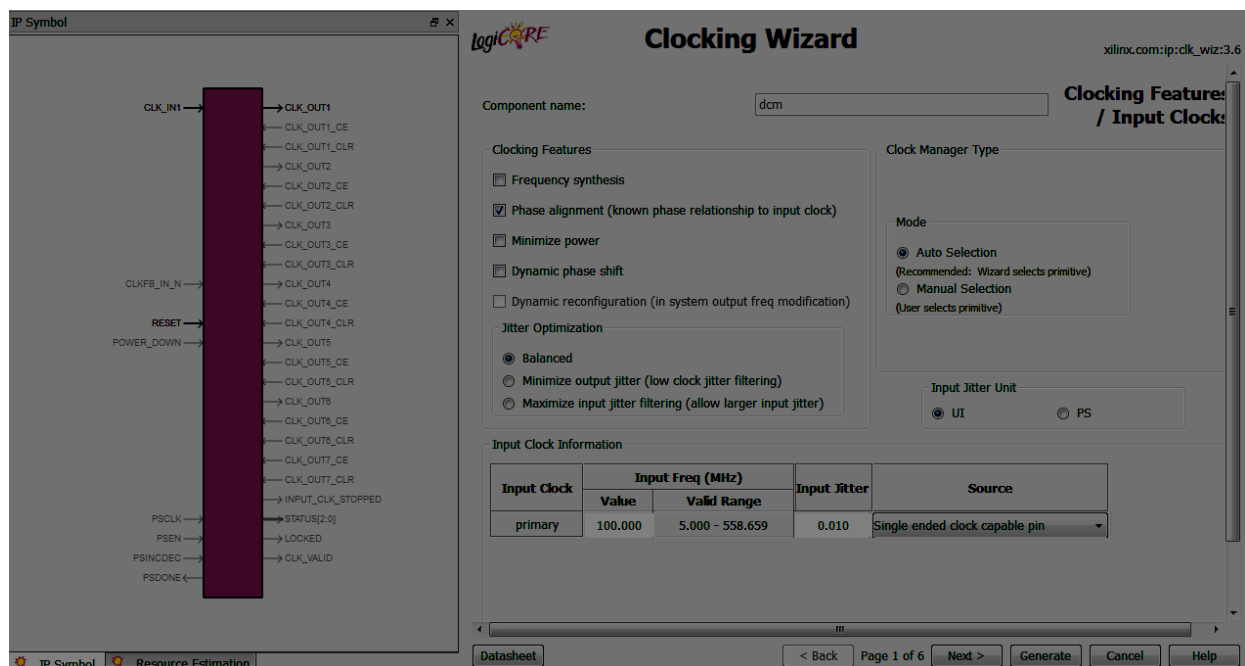 IP Symbol
CLK_IN1
CLKFB_IN_N
RESET
POWER_DOWN
PSCLK
PSEN
PSINCDEC
PSDONE
CLK_OUT1
CLK_OUT1_CE
CLK_OUT1_CLR
CLK_OUT2
CLK_OUT2_CE
CLK_OUT2_CLR
CLK_OUT3
CLK_OUT3_CE
CLK_OUT3_CLR
CLK_OUT4
CLK_OUT4_CE
CLK_OUT4_CLR
CLK_OUT5
CLK_OUT5_CE
CLK_OUT5_CLR
CLK_OUT6
CLK_OUT6_CE
CLK_OUT6_CLR
CLK_OUT7_CE
CLK_OUT7_CLR
INPUT_CLK_STOPPED
STATUS[2:0]
LOCKED
CLK_VALID
IP Symbol Resource Estimation
LogiCORE
Clocking Wizard
xilinx.com:ip:clk_wiz:3.6
Component name: dcm
Clocking Features
/ Input Clocks
Clocking Features
Frequency synthesis
Phase alignment (known phase relationship to input clock)
Minimize power
Dynamic phase shift
Dynamic reconfiguration (in system output freq modification)
Jitter Optimization
Balanced
Minimize output jitter (low clock jitter filtering)
Maximize input jitter filtering (allow larger input jitter)
Clock Manager Type
Mode
Auto Selection
(Recommended: Wizard selects primitive)
Manual Selection
(User selects primitive)
Input Jitter Unit
UI PS
Input Clock Information
Input Clock Input Freq (MHz) Input Jitter Source
Value Valid Range
primary 100.000 5.000 - 558.659 0.010 Single ended clock capable pin
Datasheet < Back Page 1 of 6 Next > Generate Cancel Help